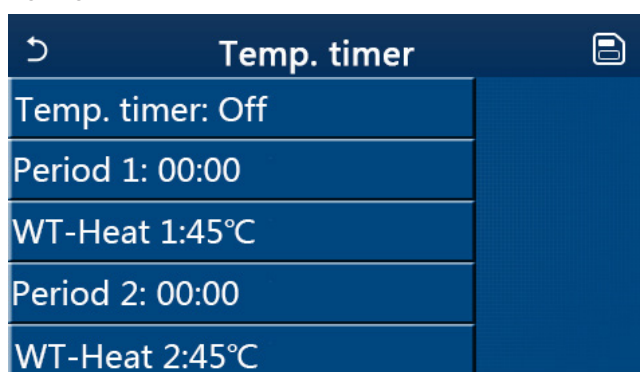 Temp. timer
Temp. timer: Off
Period 1: 00:00
WT-Heat 1:45℃
Period 2: 00:00
WT-Heat 2:45℃